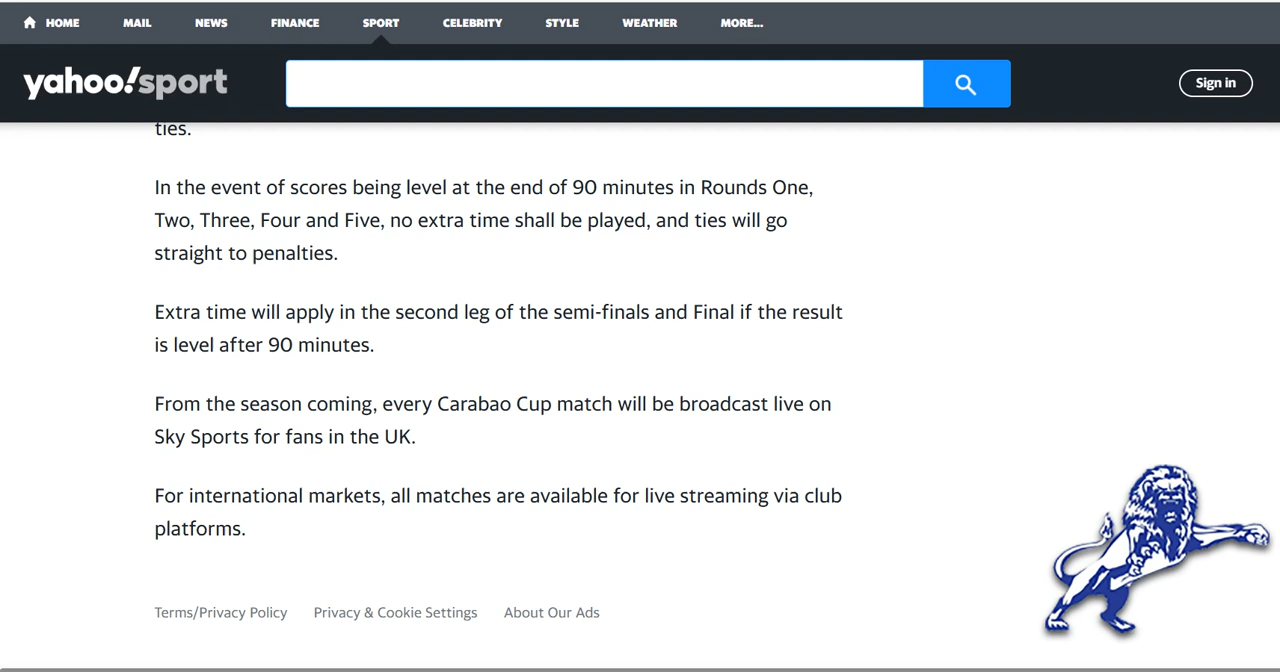 HOME MAIL NEWS FINANCE SPORT CELEBRITY STYLE WEATHER MORE...
yahoo!sport Sign in
ties.
In the event of scores being level at the end of 90 minutes in Rounds One,
Two, Three, Four and Five, no extra time shall be played, and ties will go
straight to penalties.
Extra time will apply in the second leg of the semi-finals and Final if the result
is level after 90 minutes.
From the season coming, every Carabao Cup match will be broadcast live on
Sky Sports for fans in the UK.
For international markets, all matches are available for live streaming via club
platforms.
Terms/Privacy Policy Privacy & Cookie Settings About Our Ads